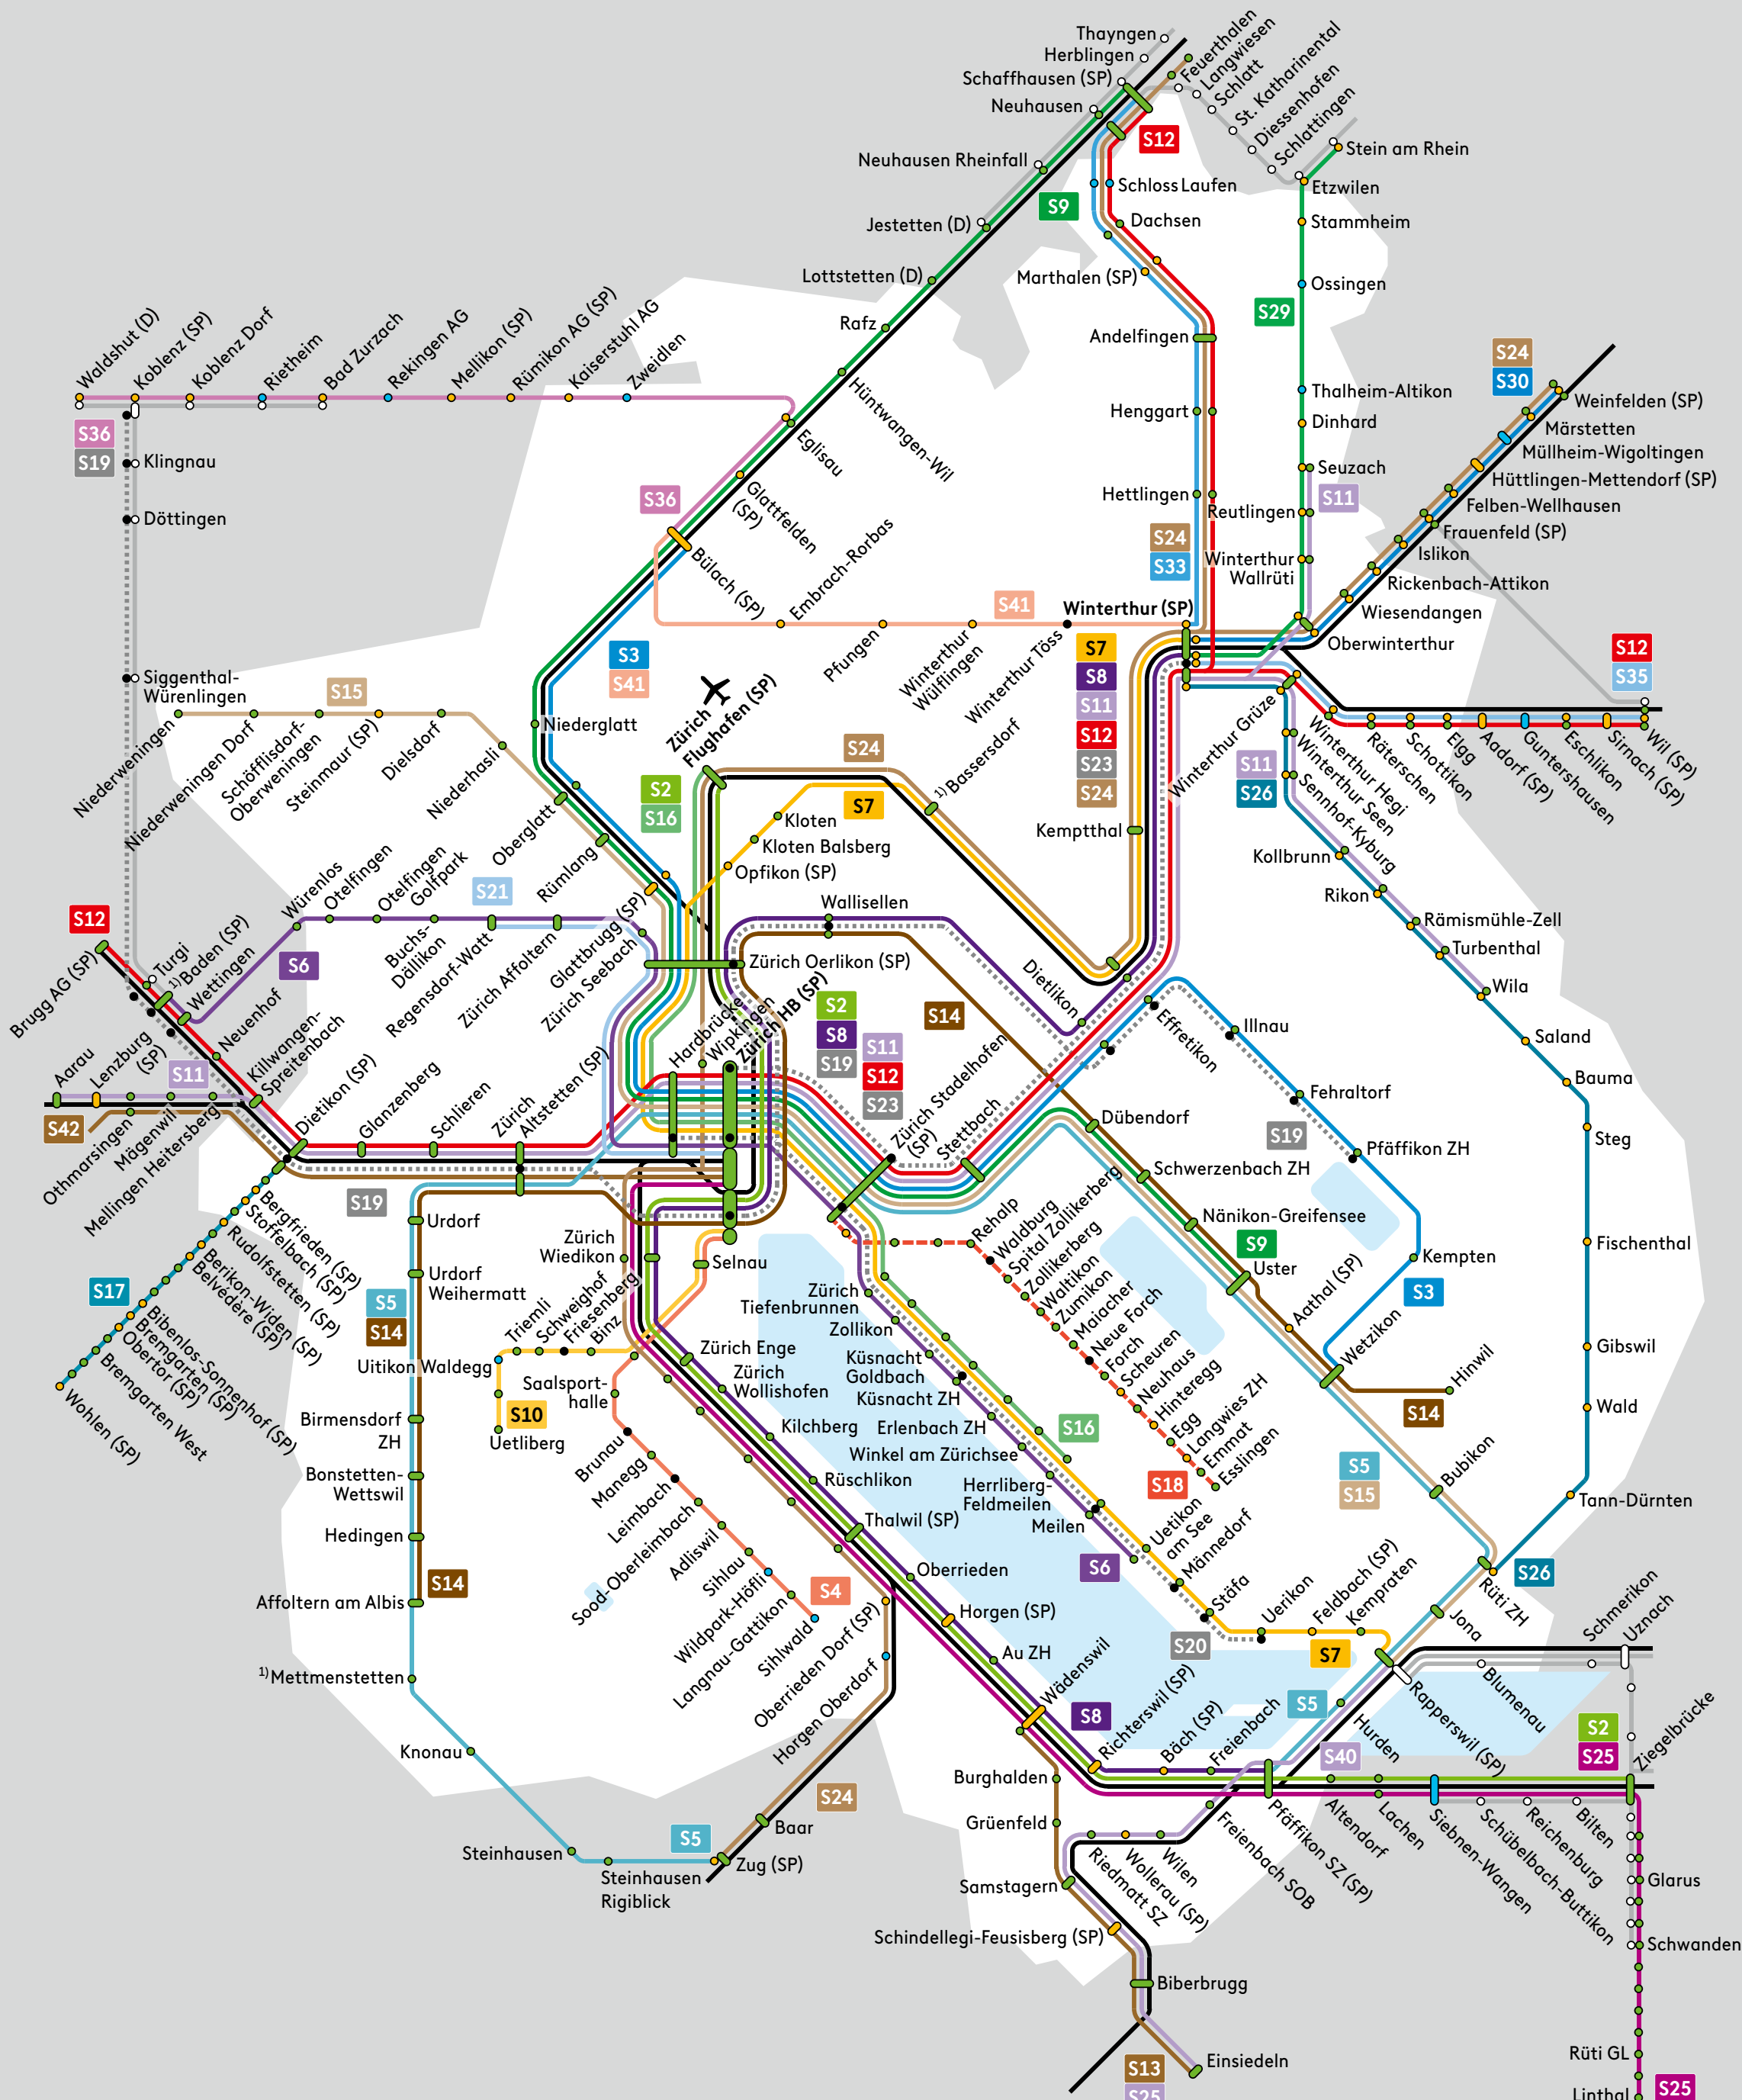 Thayngen
Herblingen
Schaffhausen (SP)
Neuhausen
Feuerthalen
Langwiesen
Schlatt
St. Katharinental
Diessenhofen
Schlattingen
S12
Stein am Rhein
Neuhausen Rheinfall
Schloss Laufen
Etzwilen
S9
Jestetten (D)
Dachsen
Stammheim
Lottstetten (D)
Marthalen (SP)
Ossingen
Rafz
Andelfingen
S29
Waldshut (D)
Koblenz (SP)
Koblenz Dorf
Rietheim
Bad Zurzach
Rekingen AG
Mellikon (SP)
Rümikon AG (SP)
Kaiserstuhl AG
Zweidlen
S24
S30
Hüntwangen-Wil
Thalheim-Altikon
Weinfelden (SP)
Henggart
Dinhard
Märstetten
S36
S19
Klingnau
Eglisau
Müllheim-Wigoltingen
Seuzach
Hüttlingen-Mettendorf (SP)
S36
Glattfelden
(SP)
Hettlingen
S11
Felben-Wellhausen
Döttingen
Reutlingen
Frauenfeld (SP)
S24
S33
Islikon
Bülach (SP)
Embrach-Rorbas
Winterthur
Wallrüti
Rickenbach-Attikon
S41
Winterthur (SP)
Wiesendangen
Pfungen
Winterthur
Wülflingen
Winterthur Töss
Oberwinterthur
S3
S41
S7
S8
S11
S12
S23
S24
S12
S35
Siggenthal-
Würenlingen
S15
Niederweningen
Niederweningen Dorf
Schöfflisdorf-
Oberweningen
Steinmaur (SP)
Dielsdorf
Niederhasli
Niederglatt
Zürich
Flughafen (SP)
S24
Winterthur Grüze
Winterthur Hegi
Räterschen
Schottikon
Elgg
Aadorf (SP)
Guntershausen
Eschlikon
Sirnach (SP)
Wil (SP)
S11
S26
Winterthur Seen
Sennhof-Kyburg
S2
S16
S7
1) Bassersdorf
Oberglatt
Kloten
Kloten Balsberg
Opfikon (SP)
Kemptthal
Kollbrunn
Rikon
Rümlang
Würenlos
Otelfingen
Otelfingen
Golfpark
S21
Buchs-
Dällikon
Regensdorf-Watt
Zürich Affoltern
Glattbrugg (SP)
Zürich Seebach
Wallisellen
Rämismühle-Zell
Turbenthal
S12
Brugg AG (SP)
Turgi
1) Baden (SP)
Wettingen
S6
Neuenhof
Killwangen-
Spreitenbach
Zürich Oerlikon (SP)
Dietlikon
Wila
Hardbrücke
Wipkingen
Zürich HB (SP)
S2
S8
S19
S11
S12
S23
S14
Effretikon
Illnau
Saland
Aarau
Lenzburg
(SP)
S11
S42
Othmarsingen
Mägenwil
Mellingen Heitersberg
Dietikon (SP)
Glanzenberg
Schlieren
Zürich
Altstetten (SP)
Zürich Stadelhofen
(SP)
Stettbach
Bauma
Fehraltorf
Dübendorf
Steg
S19
Pfäffikon ZH
Schwerzenbach ZH
S19
Urdorf
Bergfrieden (SP)
Stoffelbach (SP)
Rudolfstetten (SP)
Berikon-Widen (SP)
Belvédère (SP)
S17
Bibenlos-Sonnenhof (SP)
Bremgarten (SP)
Obertor (SP)
Bremgarten West
Wohlen (SP)
Zürich
Wiedikon
Selnau
Rehalp
Waldburg
Spital Zollikerberg
Zollikerberg
Waltikon
Zumikon
Maiacher
Neue Forch
Forch
Scheuren
Neuhaus
Hinteregg
Egg
Langwies ZH
Emmat
Esslingen
Nänikon-Greifensee
S9
Uster
Fischenthal
Kempten
S3
Aathal (SP)
Urdorf
Weihermatt
S5
S14
Triemli
Schweighof
Friesenberg
Binz
Uitikon Waldegg
S10
Uetliberg
Saalsport-
halle
Zürich
Tiefenbrunnen
Zollikon
Küsnacht
Goldbach
Küsnacht ZH
Erlenbach ZH
Winkel am Zürichsee
Herrliberg-
Feldmeilen
Meilen
Zürich Enge
Zürich
Wollishofen
Kilchberg
Rüschlikon
Thalwil (SP)
Wetzikon
Gibswil
Hinwil
S14
Wald
S16
S18
Birmensdorf
ZH
Bonstetten-
Wettswil
Hedingen
Brunau
Manegg
Leimbach
Sood-Oberleimbach
Adliswil
Sihlau
Wildpark-Höfli
Langnau-Gattikon
Sihlwald
S4
S5
S15
Bubikon
Tann-Dürnten
Uetikon
am See
Männedorf
Stäfa
S6
S14
Affoltern am Albis
Oberrieden
Horgen (SP)
Au ZH
Oberrieden Dorf (SP)
Horgen Oberdorf
S20
Uerikon
Feldbach (SP)
Kempraten
S7
Rüti ZH
S26
Jona
Schmerikon
Uznach
1) Mettmenstetten
Wädenswil
S8
Richterswil (SP)
Bäch (SP)
Freienbach
S5
Hurden
S40
Rapperswil (SP)
Blumenau
S2
S25
Ziegelbrücke
Knonau
Burghalden
S24
Grüenfeld
Baar
S5
Steinhausen
Steinhausen
Rigiblick
Zug (SP)
Riedmatt SZ
Wollerau (SP)
Wilen
Freienbach SOB
Pfäffikon SZ (SP)
Altendorf
Lachen
Siebnen-Wangen
Schübelbach-Buttikon
Reichenburg
Bilten
Samstagern
Glarus
Schindellegi-Feusisberg (SP)
Schwanden
Biberbrugg
Rüti GL
Einsiedeln
S13
S25
Linthal
S25